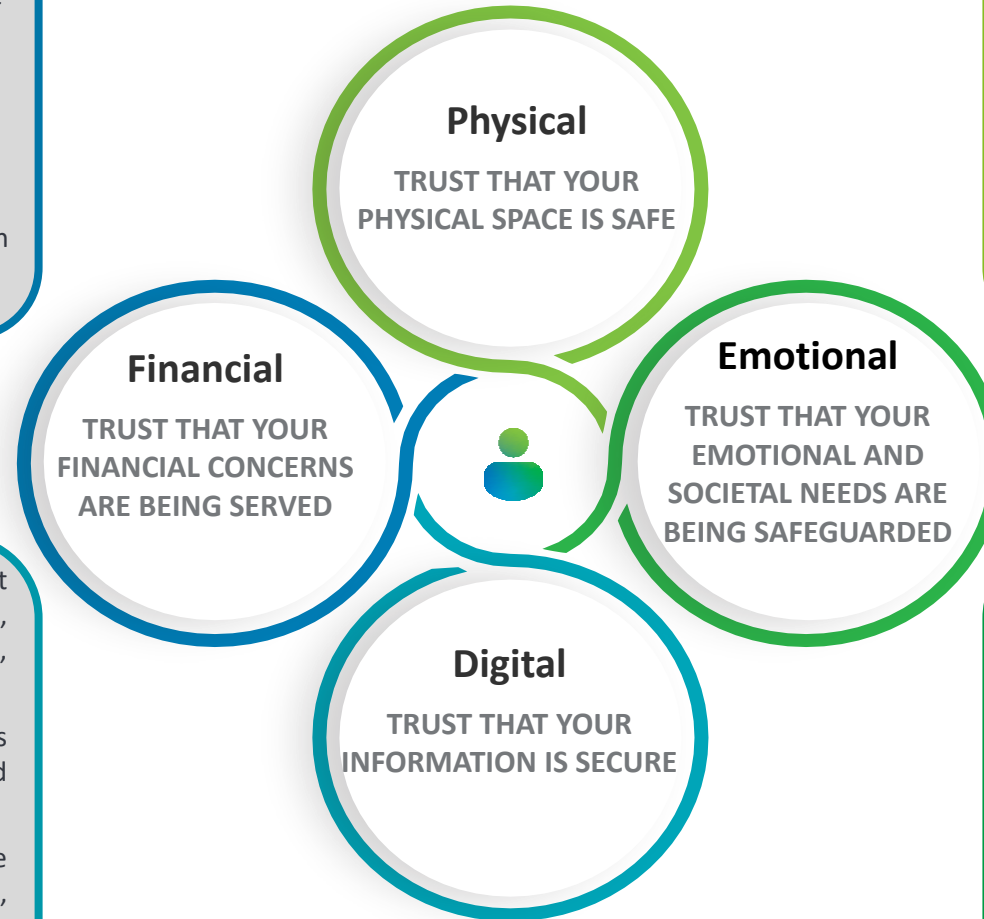 Physical
TRUST THAT YOUR
PHYSICAL SPACE IS SAFE
Financial
TRUST THAT YOUR
FINANCIAL CONCERNS
ARE BEING SERVED
Emotional
TRUST THAT YOUR
EMOTIONAL AND
SOCIETAL NEEDS ARE
BEING SAFEGUARDED
Digital
TRUST THAT YOUR
INFORMATION IS SECURE